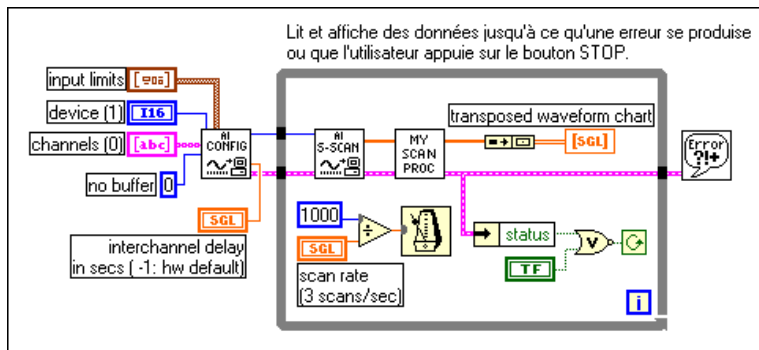 Lit et affiche des données jusqu'à ce qu'une erreur se produise
ou que l'utilisateur appuie sur le bouton STOP.
input limits
device (1)
I16
channels (0)
[abc]
no buffer
0
AI
CONFIG
SGL
interchannel delay
in secs ( -1: hw default)
AI
S-SCAN
MY
SCAN
PROC
transposed waveform chart
[SGL]
Error
?!+
1000
÷
SGL
scan rate
(3 scans/sec)
status
V
TF
i